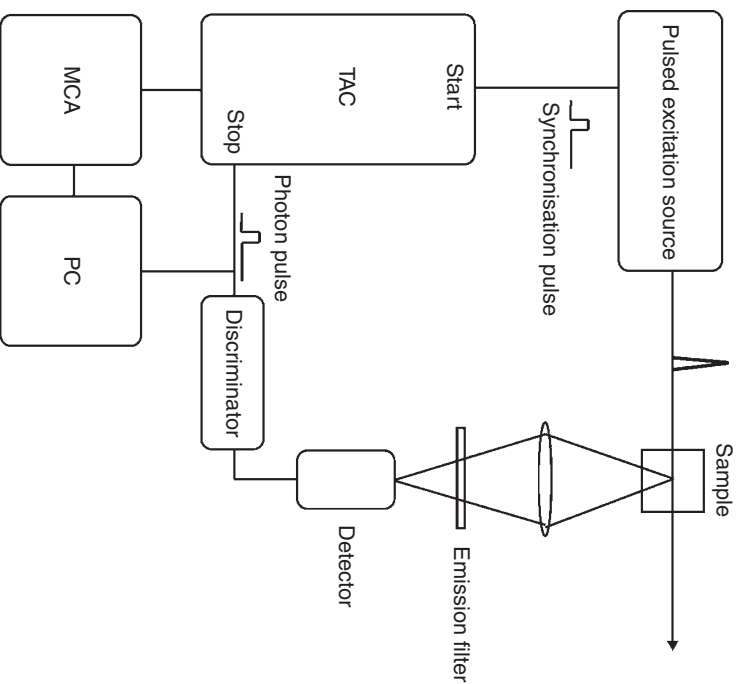 Pulsed excitation source
Sample
Synchronisation pulse
Start
TAC
Stop
Emission filter
Detector
Photon pulse
Discriminator
MCA
PC